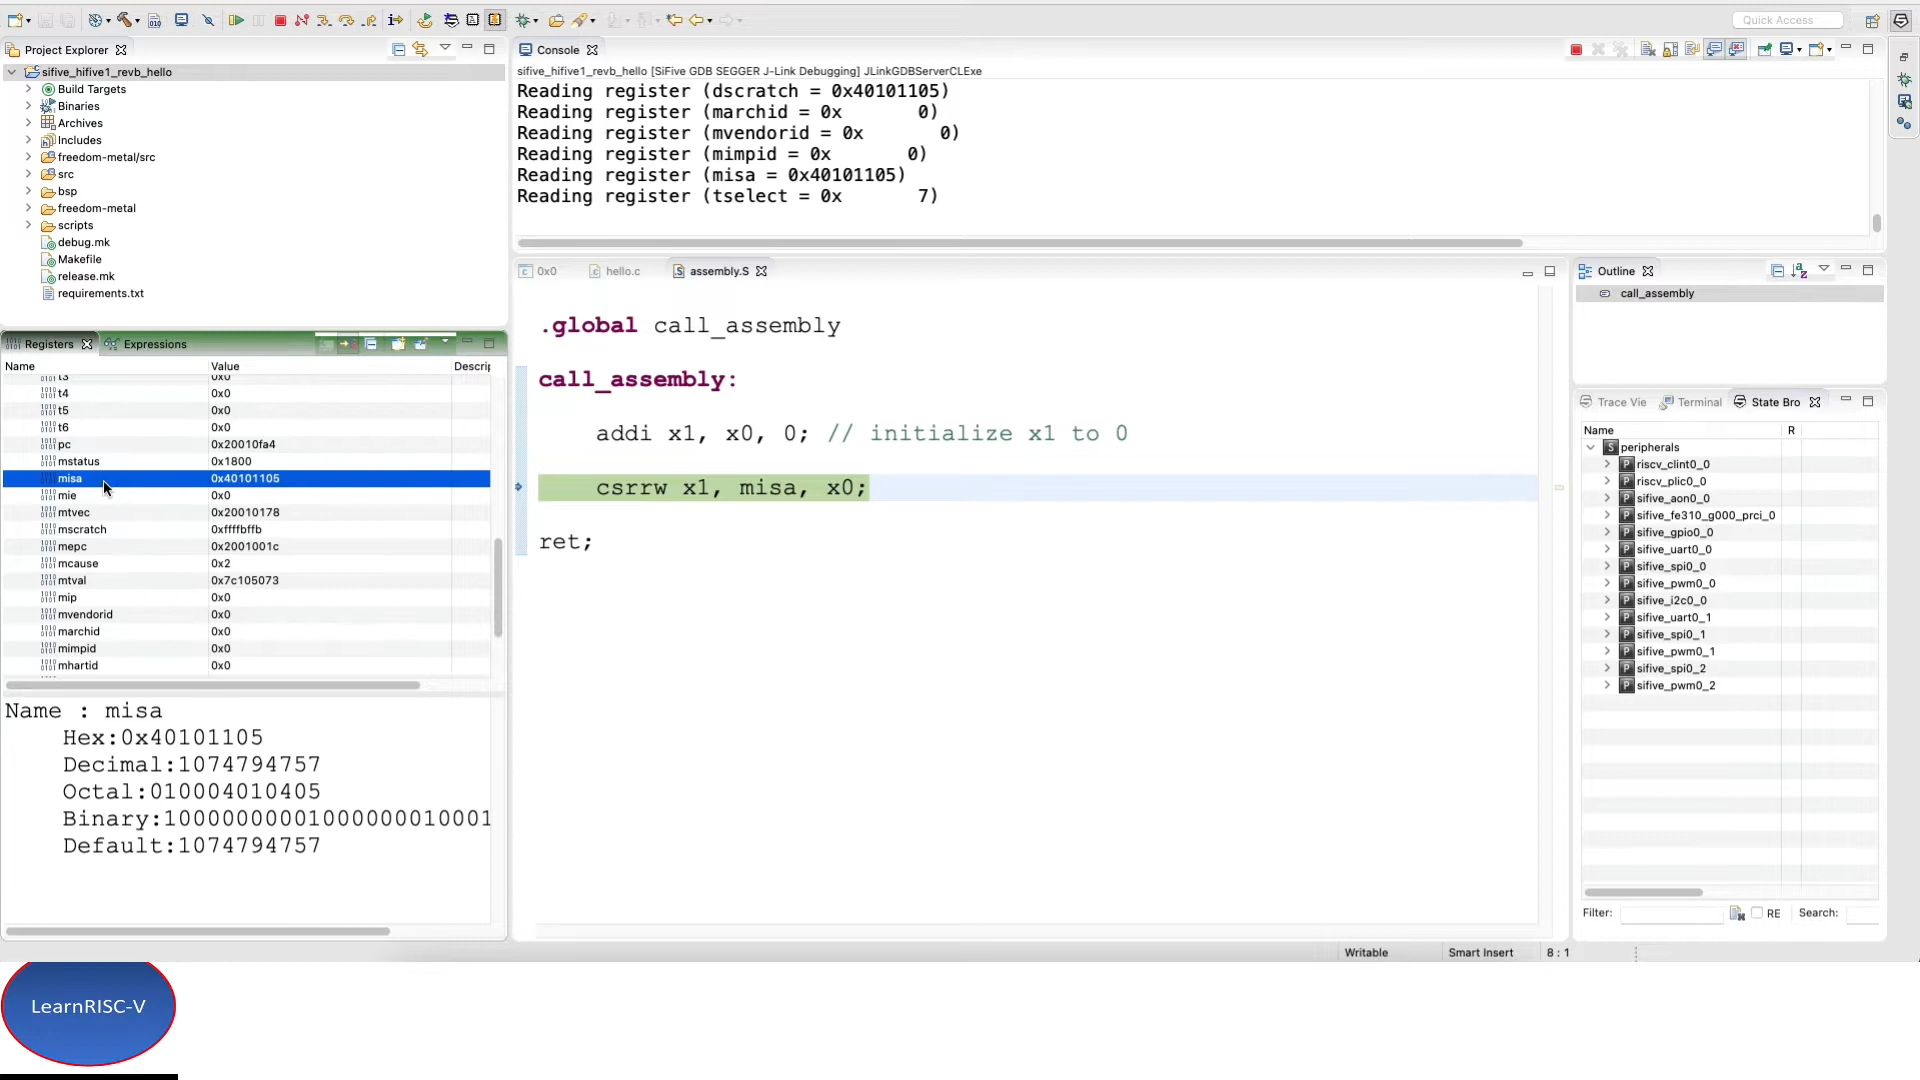 Quick Access
Project Explorer
sifive_hifive1_revb_hello
Build Targets
Binaries
Archives
Includes
freedom-metal/src
src
bsp
freedom-metal
scripts
debug.mk
Makefile
release.mk
requirements.txt
Console
sifive_hifive1_revb_hello [SiFive GDB SEGGER J-Link Debugging] JLinkGDBServerCLExe
Reading register (dscratch = 0x40101105)
Reading register (marchid = 0x       0)
Reading register (mvendorid = 0x       0)
Reading register (mimpid = 0x       0)
Reading register (misa = 0x40101105)
Reading register (tselect = 0x       7)
0x0 hello.c assembly.S
.global call_assembly
call_assembly:
addi x1, x0, 0; // initialize x1 to 0
csrrw x1, misa, x0;
ret;
Outline
call_assembly
Registers Expressions
Name Value Descrip
t3 0x0
t4 0x0
t5 0x0
t6 0x0
pc 0x20010fa4
mstatus 0x1800
misa 0x40101105
mie 0x0
mtvec 0x20010178
mscratch 0xffffbffb
mepc 0x2001001c
mcause 0x2
mtval 0x7c105073
mip 0x0
mvendorid 0x0
marchid 0x0
mimpid 0x0
mhartid 0x0
Name : misa
Hex:0x40101105
Decimal:1074794757
Octal:010004010405
Binary:10000000001000000010001
Default:1074794757
Trace Vie Terminal State Bro
Name R
peripherals
riscv_clint0_0
riscv_plic0_0
sifive_aon0_0
sifive_fe310_g000_prci_0
sifive_gpio0_0
sifive_uart0_0
sifive_spi0_0
sifive_pwm0_0
sifive_i2c0_0
sifive_uart0_1
sifive_spi0_1
sifive_pwm0_1
sifive_spi0_2
sifive_pwm0_2
Filter: RE Search:
Writable Smart Insert 8 : 1
LearnRISC-V